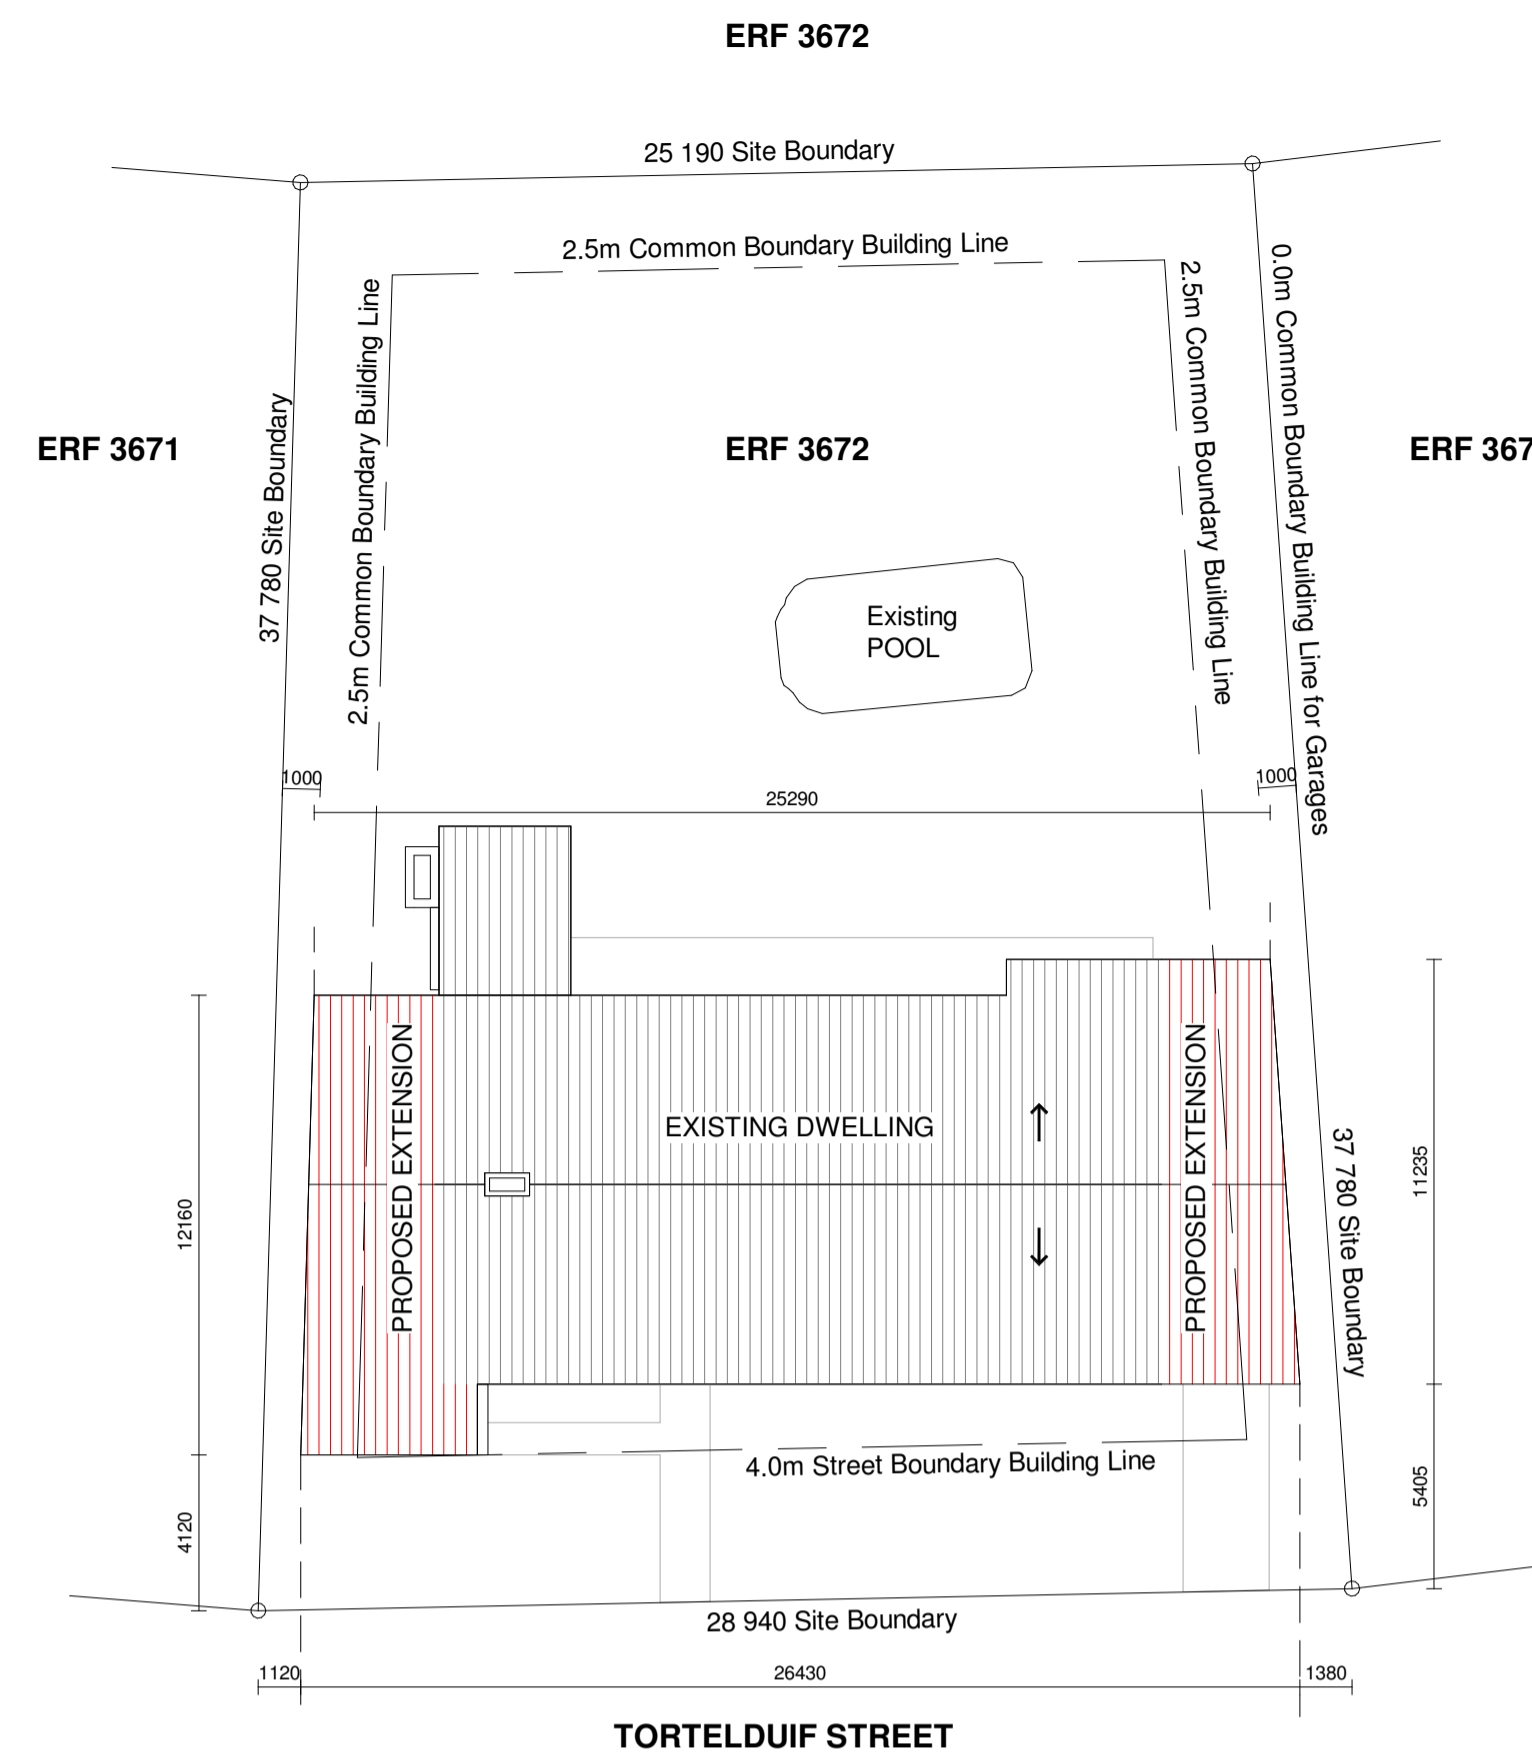 ERF 3672
25 190 Site Boundary
2.5m Common Boundary Building Line
2.5m Common Boundary Building Line
2.5m Common Boundary Building Line
0.0m Common Boundary Building Line for Garages
37 780 Site Boundary
ERF 3671
ERF 3672
ERF 367
Existing
POOL
1000
1000
25290
PROPOSED EXTENSION
EXISTING DWELLING
PROPOSED EXTENSION
12160
11235
37 780 Site Boundary
4.0m Street Boundary Building Line
4120
5405
28 940 Site Boundary
1120
26430
1380
TORTELDUIF STREET